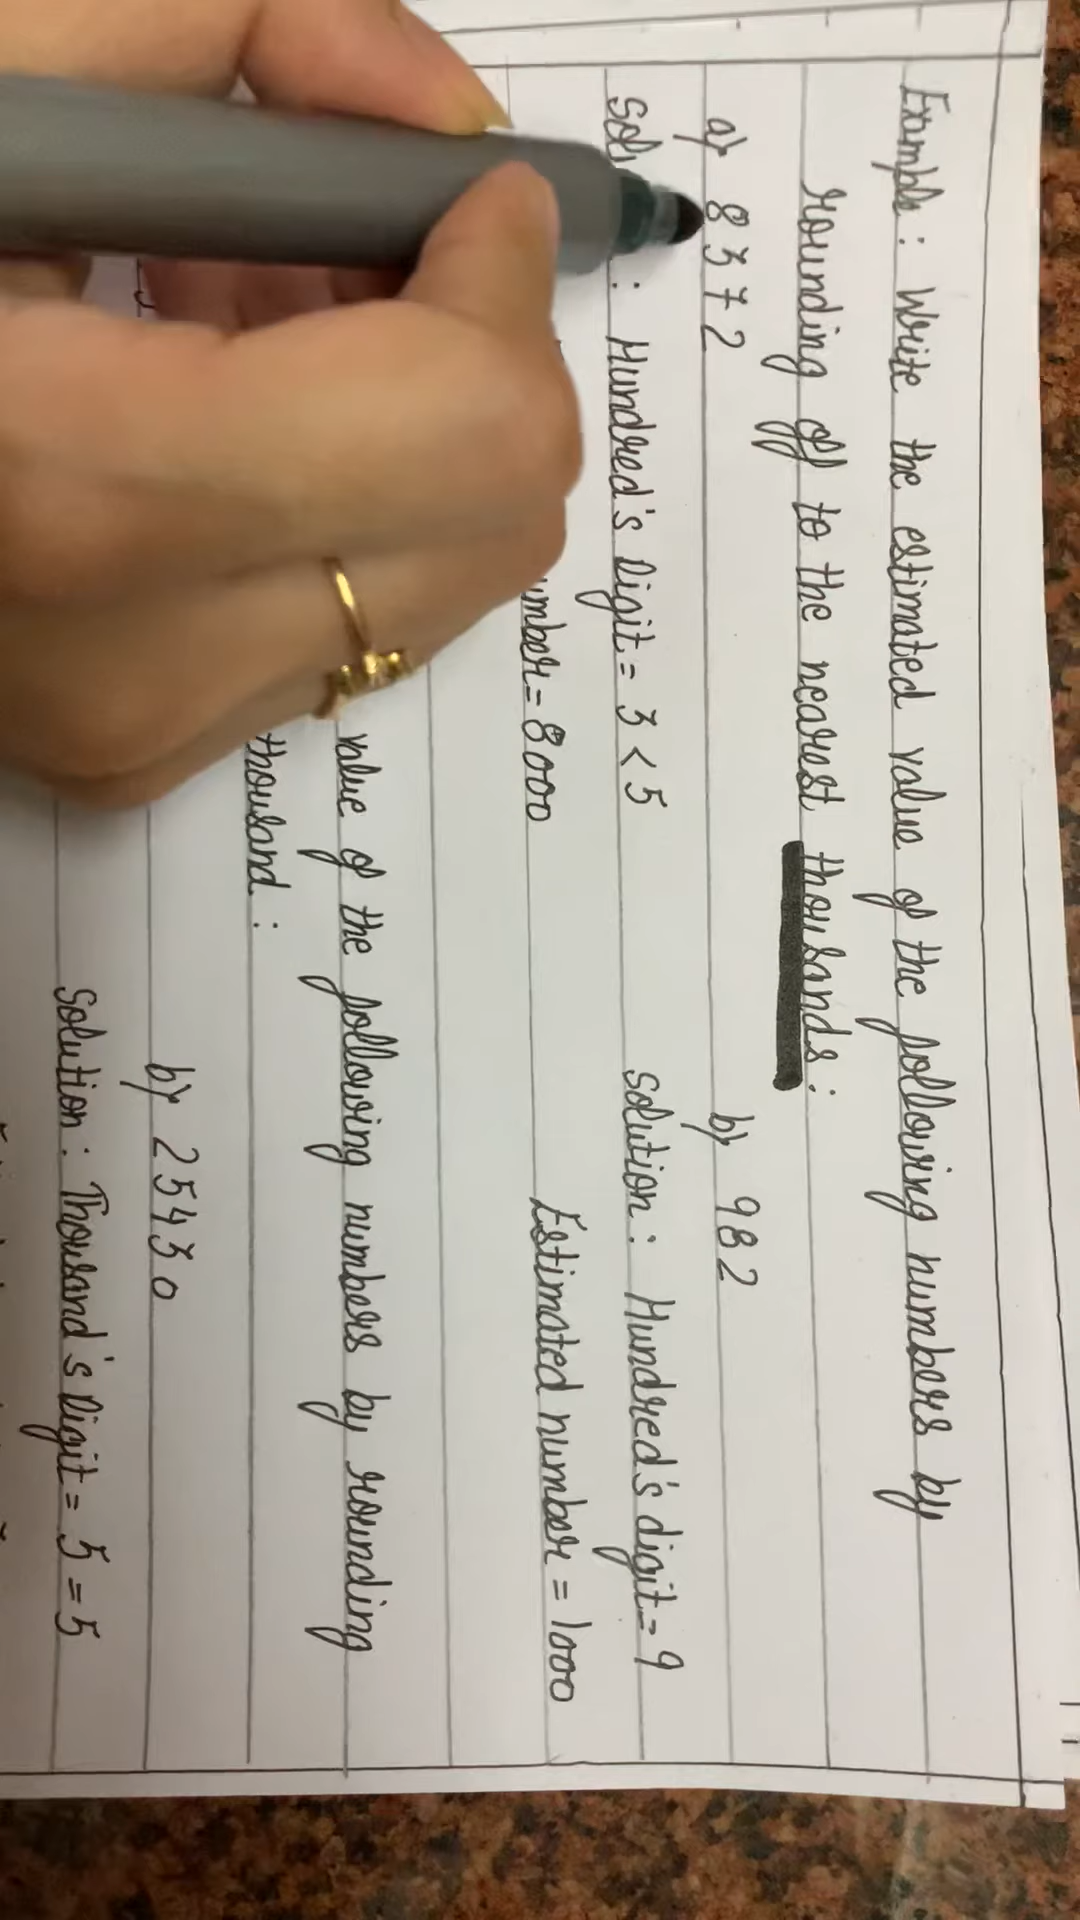 Example: Write the estimated value of the following numbers by
rounding off to the nearest thousands:
a) 8372 b) 982
: Hundred's Digit = 3 < 5 Solution: Hundred's digit = 9
= 8000 Estimated number = 1000
value of the following numbers by rounding
thousand :
b) 25430
Solution: Thousand's Digit = 5 = 5